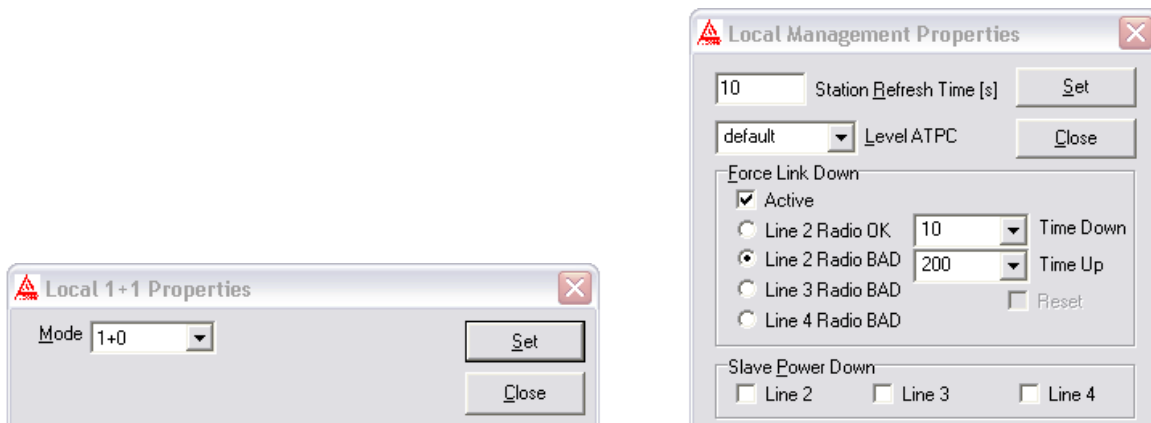 Local 1+1 Properties
Mode 1+0
Set
Close
Local Management Properties
10 Station Refresh Time [s] Set
default Level ATPC Close
Force Link Down
Active
Line 2 Radio OK 10 Time Down
Line 2 Radio BAD 200 Time Up
Line 3 Radio BAD Reset
Line 4 Radio BAD
Slave Power Down
Line 2 Line 3 Line 4